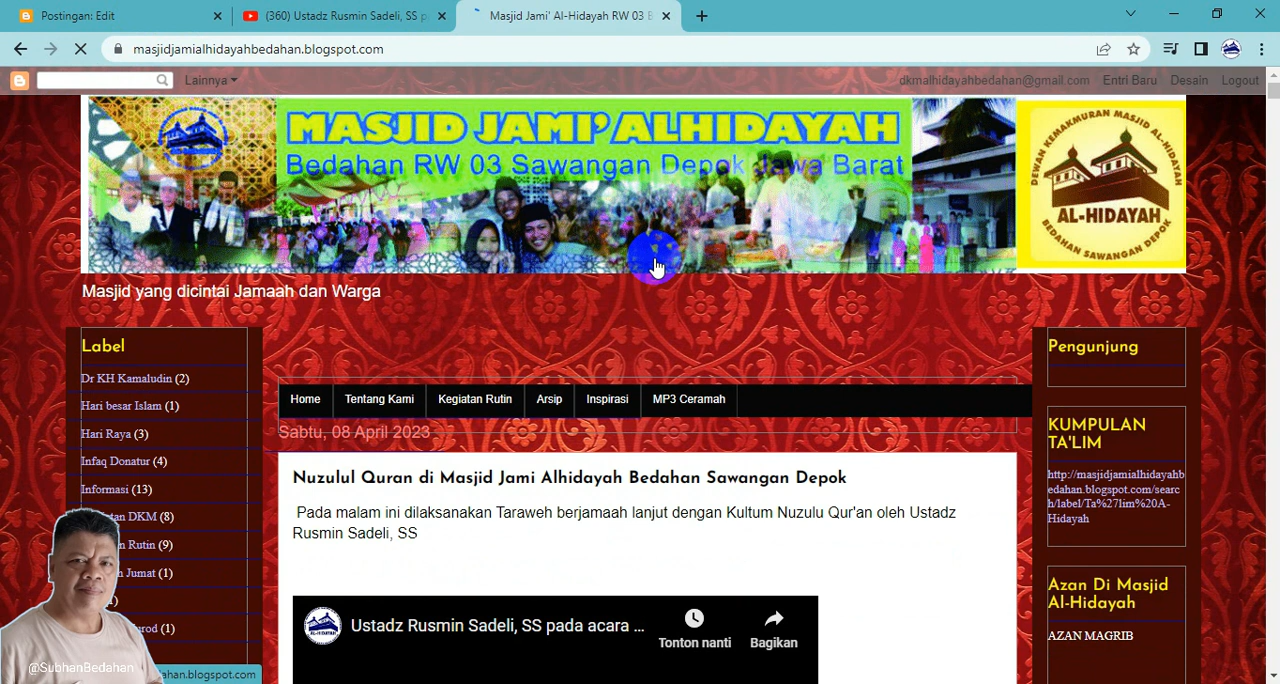 Postingan: Edit
(360) Ustadz Rusmin Sadeli, SS p
Masjid Jami' Al-Hidayah RW 03 B
masjidjamialhidayahbedahan.blogspot.com
Lainnya
dkmalhidayahbedahan@gmail.com
Entri Baru
Desain
Logout
MASJID JAMI' ALHIDAYAH
Bedahan RW 03 Sawangan Depok Jawa Barat
DEWAN KEMAKMURAN MASJID AL-HIDAYAH
AL-HIDAYAH
BEDAHAN SAWANGAN DEPOK
Masjid yang dicintai Jamaah dan Warga
Label
Dr KH Kamaludin (2)
Hari besar Islam (1)
Hari Raya (3)
Infaq Donatur (4)
Informasi (13)
DKM (8)
Rutin (9)
Jumat (1)
(1)
Home
Tentang Kami
Kegiatan Rutin
Arsip
Inspirasi
MP3 Ceramah
Sabtu, 08 April 2023
Nuzulul Quran di Masjid Jami Alhidayah Bedahan Sawangan Depok
Pada malam ini dilaksanakan Taraweh berjamaah lanjut dengan Kultum Nuzulu Qur'an oleh Ustadz
Rusmin Sadeli, SS
AL-HIDAYAH
Ustadz Rusmin Sadeli, SS pada acara ...
Tonton nanti
Bagikan
Pengunjung
KUMPULAN
TA'LIM
http://masjidjamialhidayahb
edahan.blogspot.com/sear
ch/label/Ta%27lim%20A-
Hidayah
Azan Di Masjid
Al-Hidayah
AZAN MAGRIB
@SubhanBedahan
ahan.blogspot.com